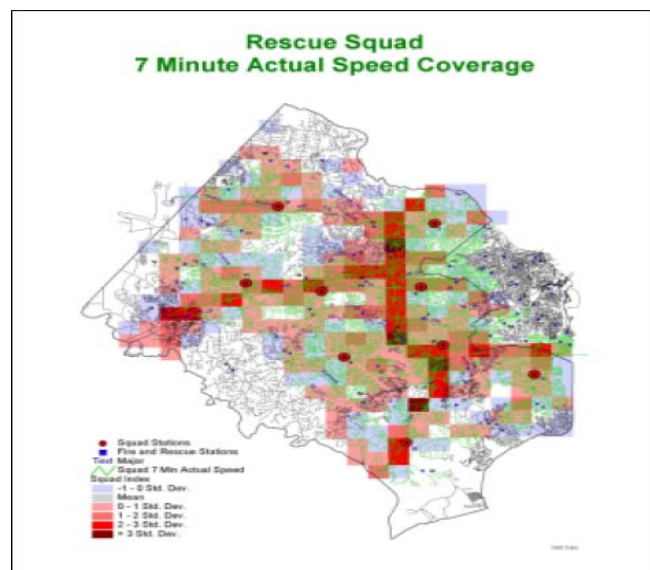 Rescue Squad
7 Minute Actual Speed Coverage
Squad Stations
Fire and Rescue Stations
Text Major
Squad 7 Min Actual Speed
Squad Index
-1 - 0 Std. Dev.
Mean
0 - 1 Std. Dev.
1 - 2 Std. Dev.
2 - 3 Std. Dev.
> 3 Std. Dev.